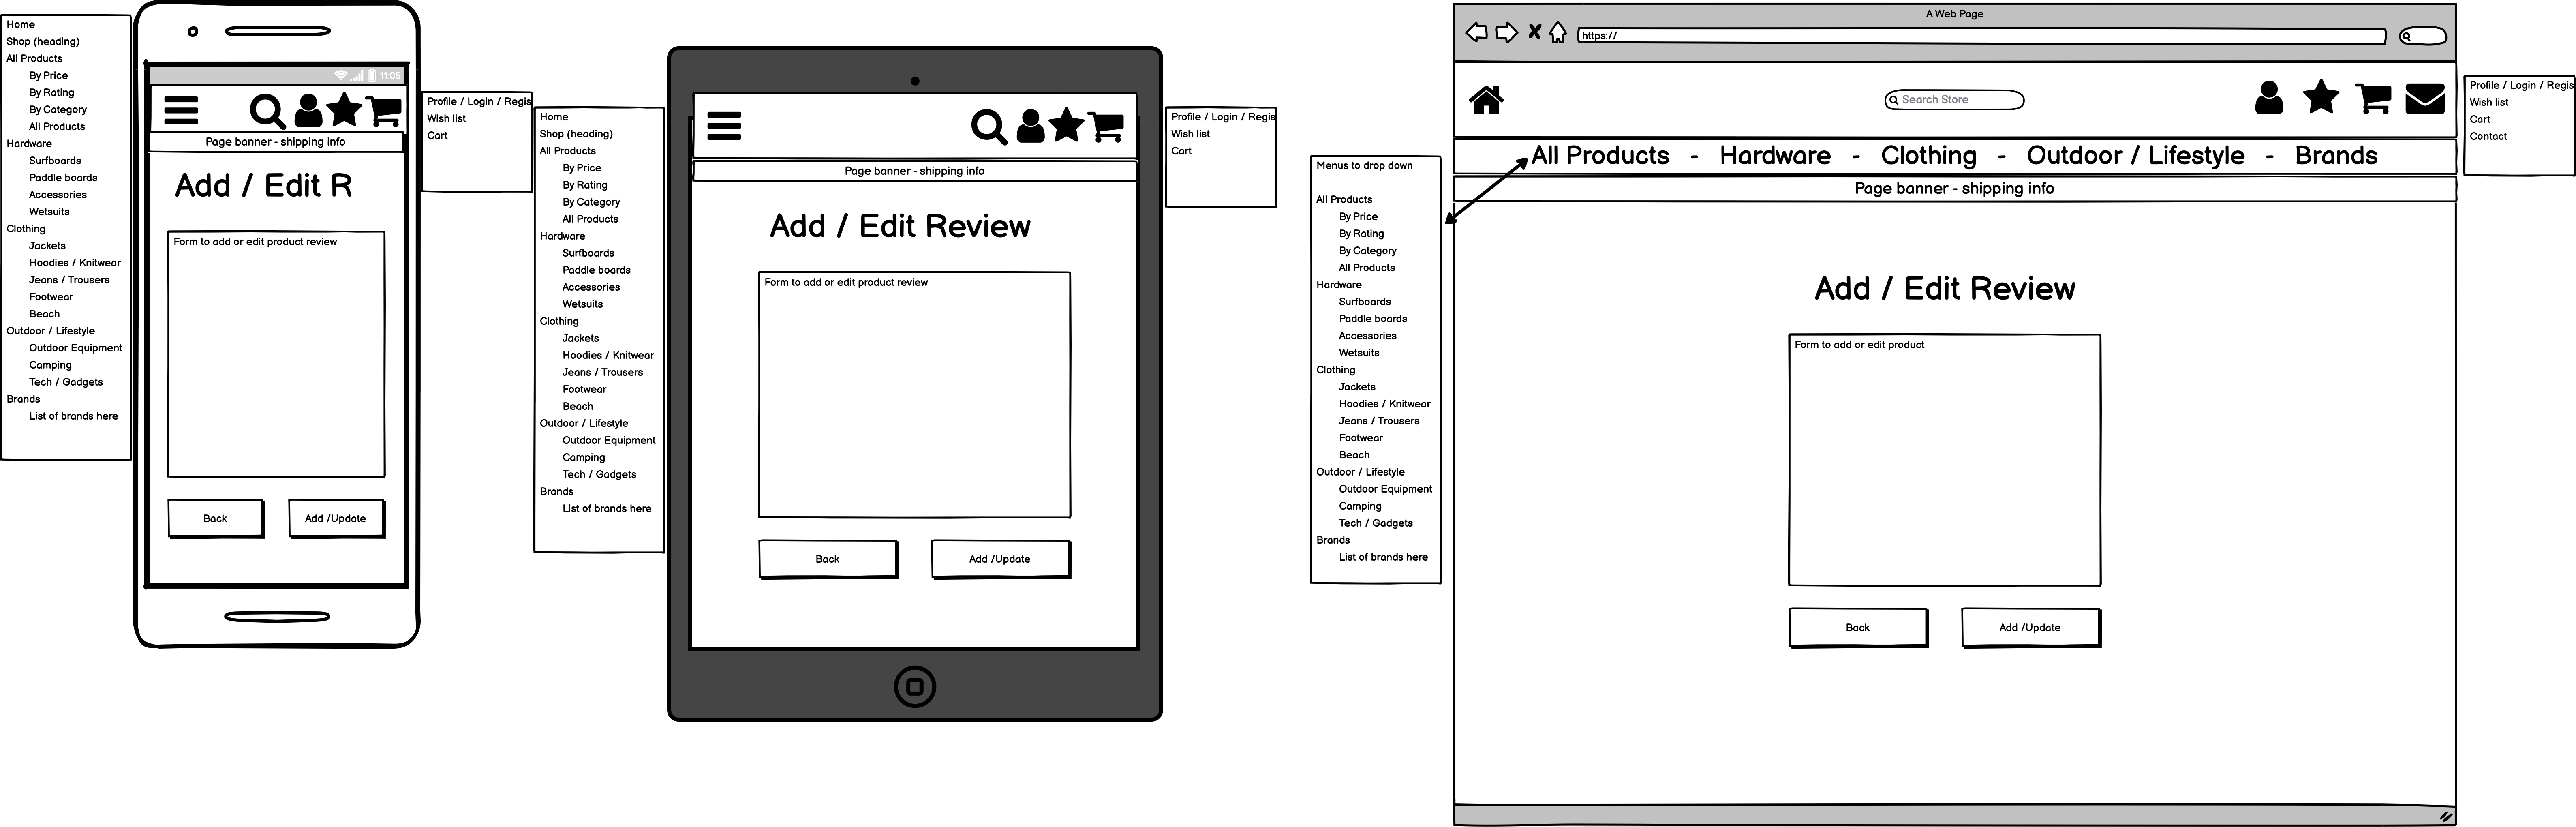 Home
Shop (heading)
All Products
By Price
By Rating
By Category
All Products
Hardware
Surfboards
Paddle boards
Accessories
Wetsuits
Clothing
Jackets
Hoodies / Knitwear
Jeans / Trousers
Footwear
Beach
Outdoor / Lifestyle
Outdoor Equipment
Camping
Tech / Gadgets
Brands
List of brands here
11:05
Page banner - shipping info
Add / Edit R
Form to add or edit product review
Back
Add /Update
Profile / Login / Regis
Wish list
Cart
Home
Shop (heading)
All Products
By Price
By Rating
By Category
All Products
Hardware
Surfboards
Paddle boards
Accessories
Wetsuits
Clothing
Jackets
Hoodies / Knitwear
Jeans / Trousers
Footwear
Beach
Outdoor / Lifestyle
Outdoor Equipment
Camping
Tech / Gadgets
Brands
List of brands here
Page banner - shipping info
Add / Edit Review
Form to add or edit product review
Back
Add /Update
Profile / Login / Regis
Wish list
Cart
Menus to drop down
All Products
By Price
By Rating
By Category
All Products
Hardware
Surfboards
Paddle boards
Accessories
Wetsuits
Clothing
Jackets
Hoodies / Knitwear
Jeans / Trousers
Footwear
Beach
Outdoor / Lifestyle
Outdoor Equipment
Camping
Tech / Gadgets
Brands
List of brands here
A Web Page
https://
Search Store
All Products - Hardware - Clothing - Outdoor / Lifestyle - Brands
Page banner - shipping info
Add / Edit Review
Form to add or edit product
Back
Add /Update
Profile / Login / Regis
Wish list
Cart
Contact